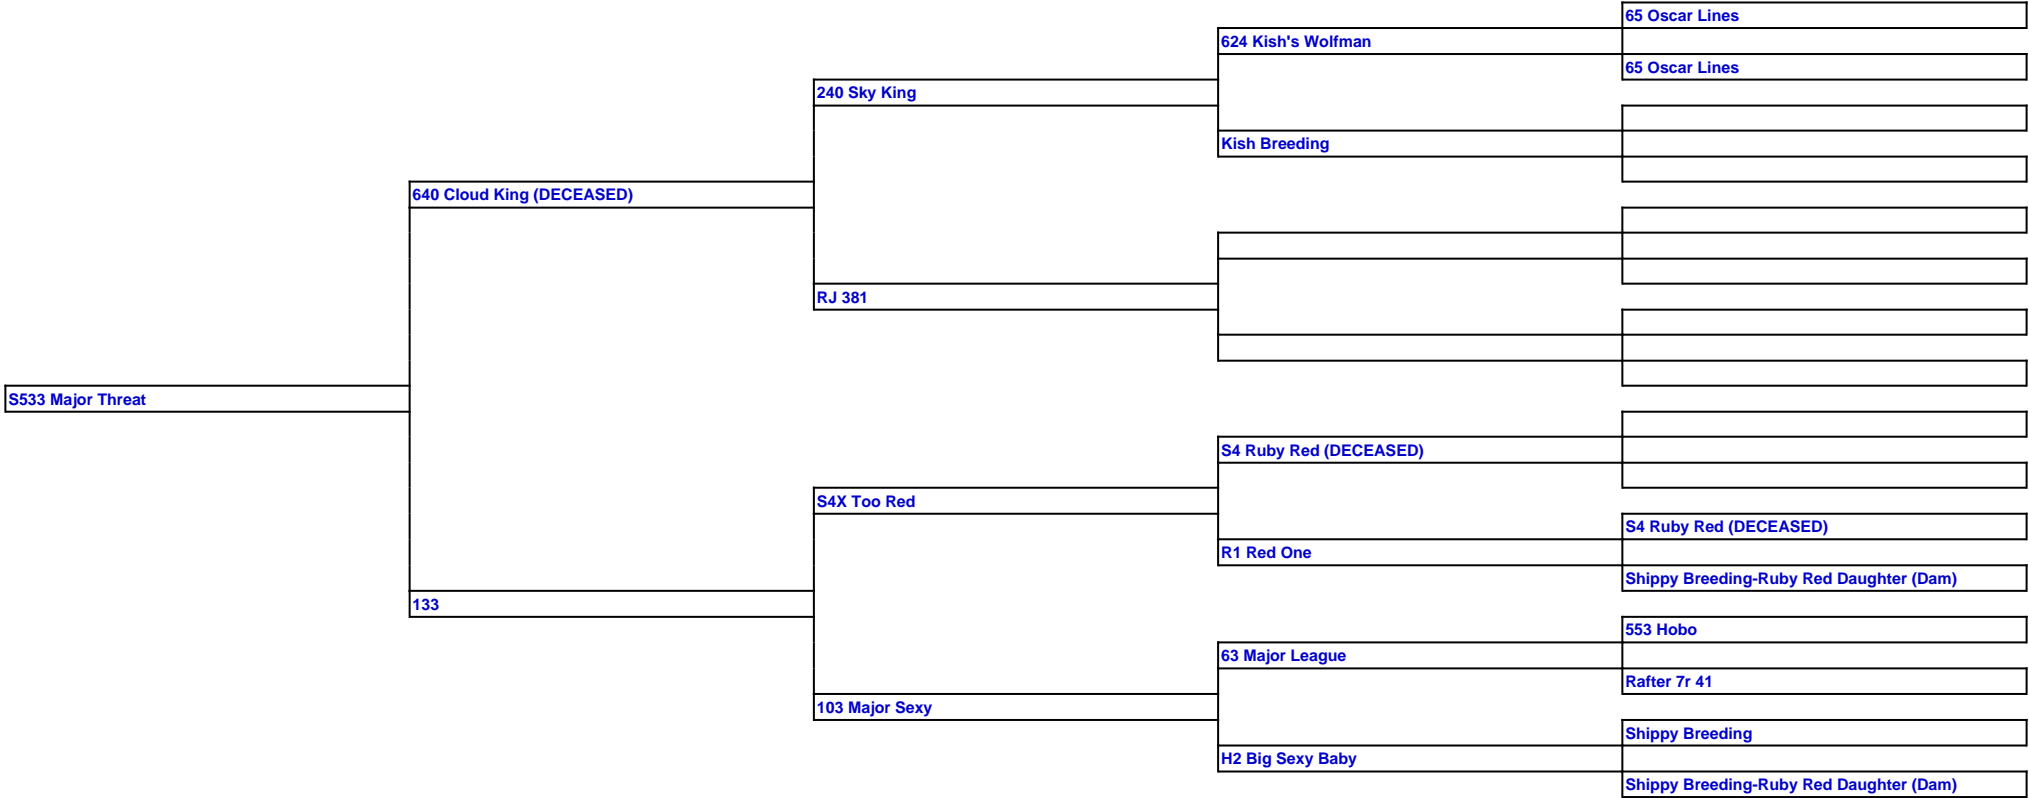 65 Oscar Lines
624 Kish's Wolfman
65 Oscar Lines
240 Sky King
Kish Breeding
640 Cloud King (DECEASED)
RJ 381
S533 Major Threat
S4 Ruby Red (DECEASED)
S4X Too Red
S4 Ruby Red (DECEASED)
R1 Red One
Shippy Breeding-Ruby Red Daughter (Dam)
133
553 Hobo
63 Major League
Rafter 7r 41
103 Major Sexy
Shippy Breeding
H2 Big Sexy Baby
Shippy Breeding-Ruby Red Daughter (Dam)